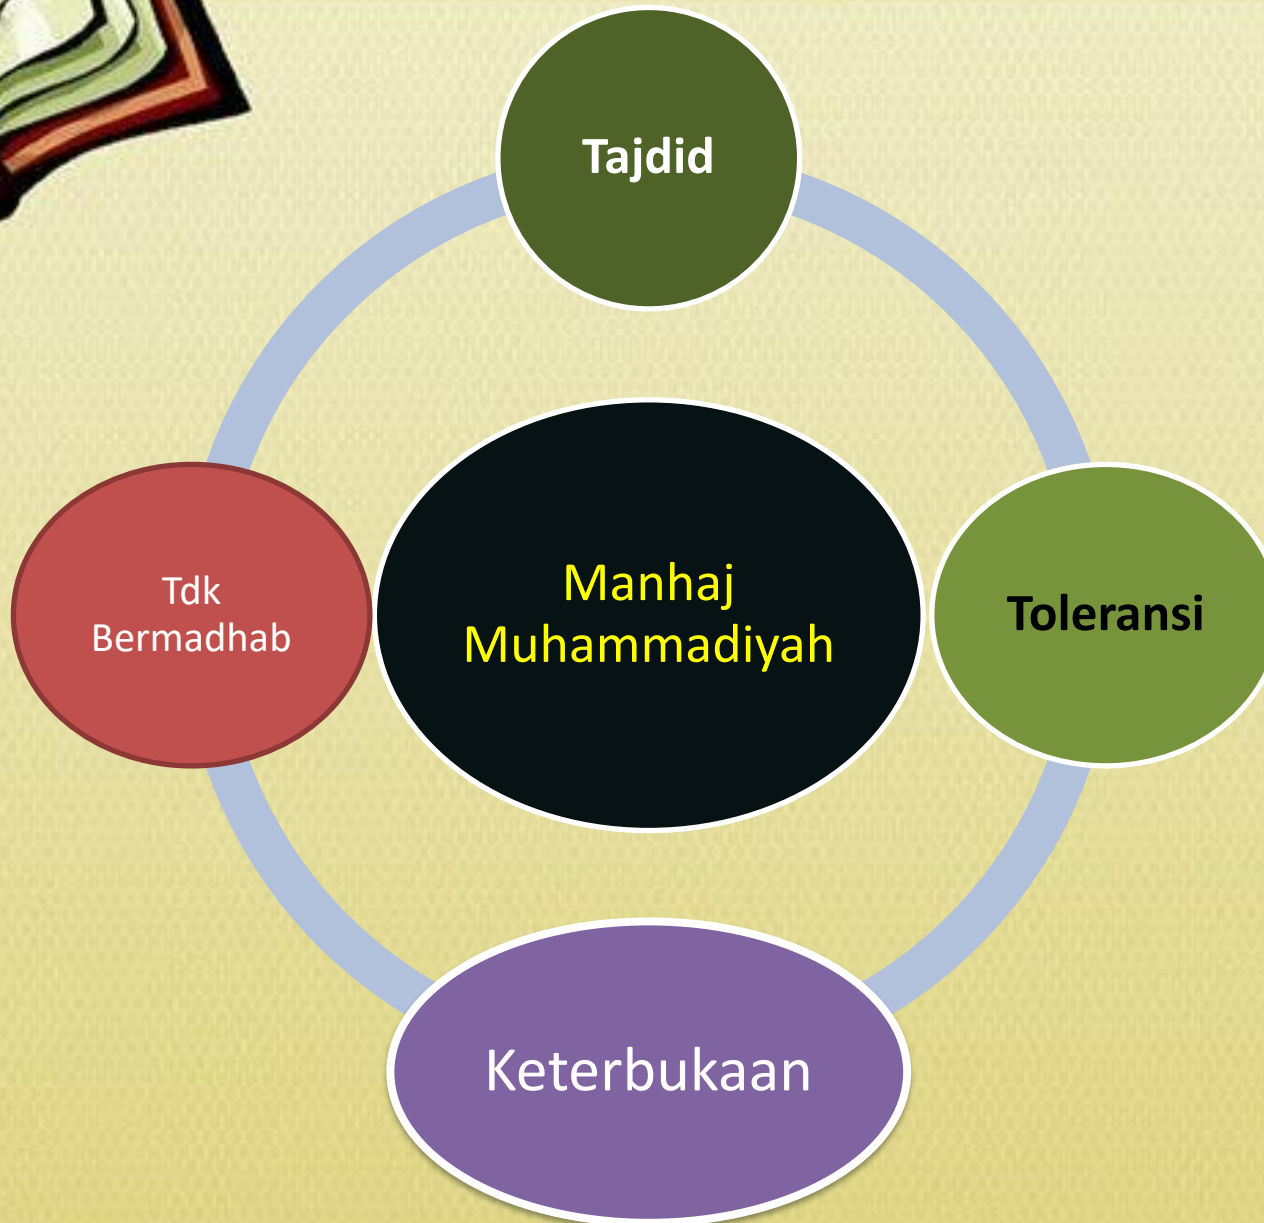 Tajdid
Tdk
Bermadhab
Manhaj
Muhammadiyah
Toleransi
Keterbukaan